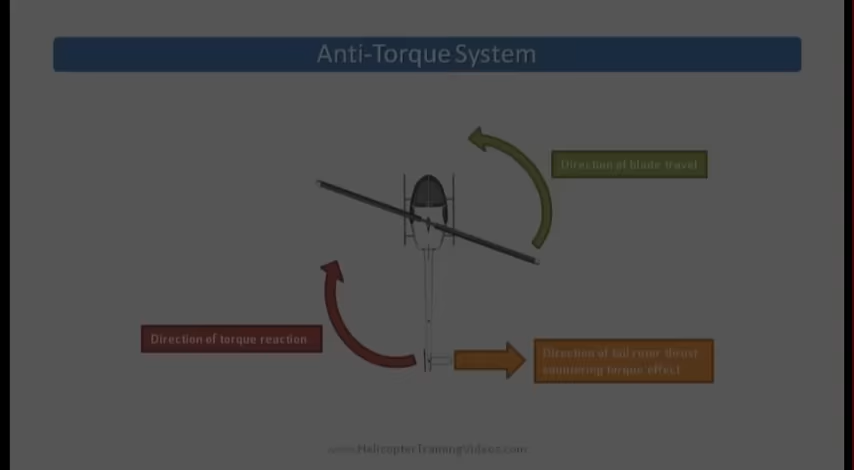 Anti-Torque System
Direction of blade travel
Direction of torque reaction
Direction of tail rotor thrust
countering torque effect
www.HelicopterTrainingVideos.com